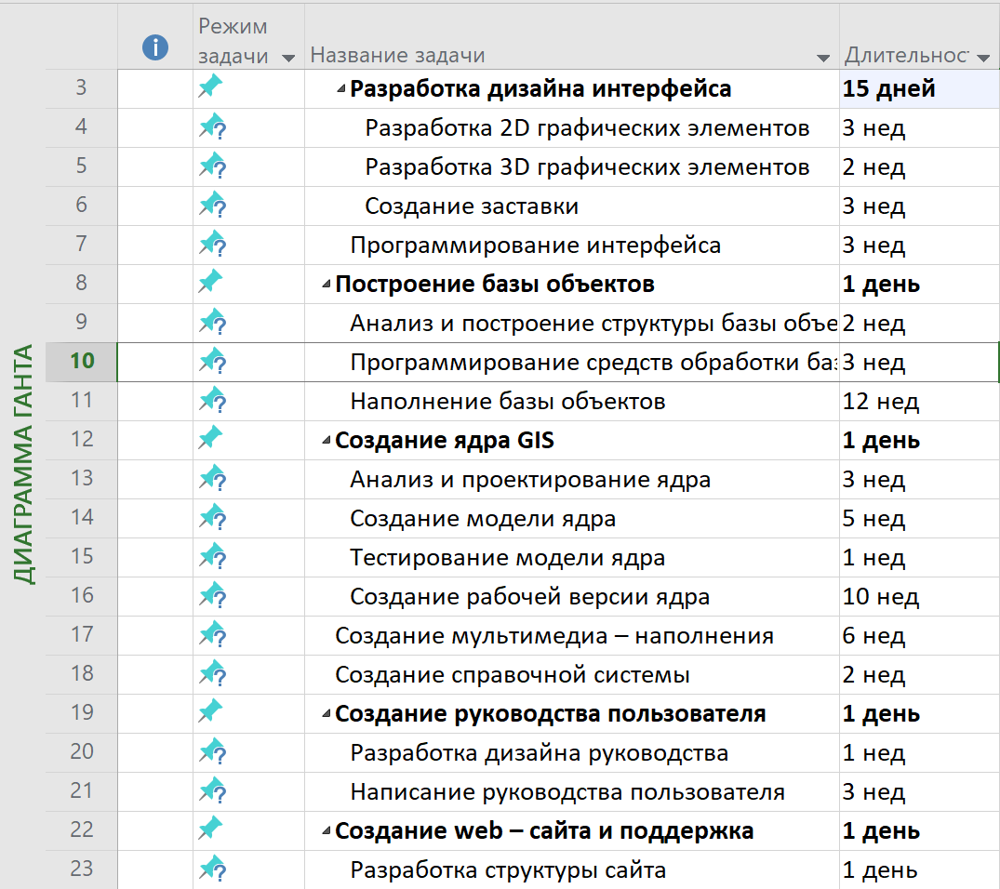 Режим
задачи Название задачи Длительнос
3 Разработка дизайна интерфейса 15 дней
4 Разработка 2D графических элементов 3 нед
5 Разработка 3D графических элементов 2 нед
6 Создание заставки 3 нед
7 Программирование интерфейса 3 нед
8 Построение базы объектов 1 день
9 Анализ и построение структуры базы объе 2 нед
10 Программирование средств обработки баз 3 нед
11 Наполнение базы объектов 12 нед
12 Создание ядра GIS 1 день
13 Анализ и проектирование ядра 3 нед
14 Создание модели ядра 5 нед
15 Тестирование модели ядра 1 нед
16 Создание рабочей версии ядра 10 нед
17 Создание мультимедиа – наполнения 6 нед
18 Создание справочной системы 2 нед
19 Создание руководства пользователя 1 день
20 Разработка дизайна руководства 1 нед
21 Написание руководства пользователя 3 нед
22 Создание web – сайта и поддержка 1 день
23 Разработка структуры сайта 1 день
ДИАГРАММА ГАНТА